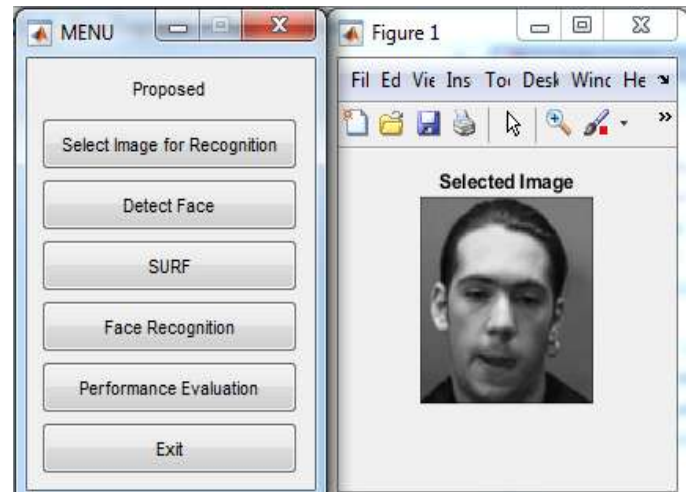 MENU
Proposed
Select Image for Recognition
Detect Face
SURF
Face Recognition
Performance Evaluation
Exit
Figure 1
Fil Ed Vie Ins Too Desk Winc He
Selected Image